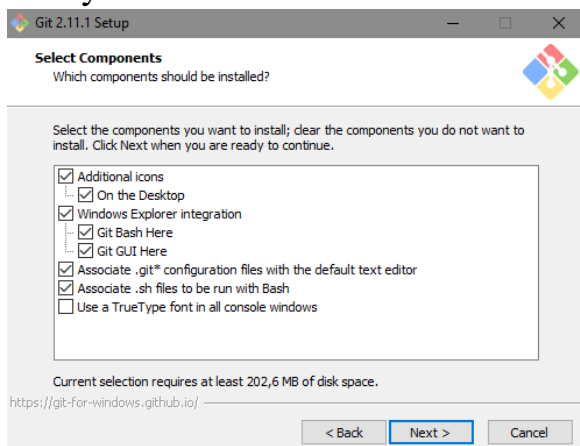 Git 2.11.1 Setup
Select Components
Which components should be installed?
Select the components you want to install; clear the components you do not want to
install. Click Next when you are ready to continue.
Additional icons
On the Desktop
Windows Explorer integration
Git Bash Here
Git GUI Here
Associate .git* configuration files with the default text editor
Associate .sh files to be run with Bash
Use a TrueType font in all console windows
Current selection requires at least 202,6 MB of disk space.
https://git-for-windows.github.io/
< Back Next > Cancel